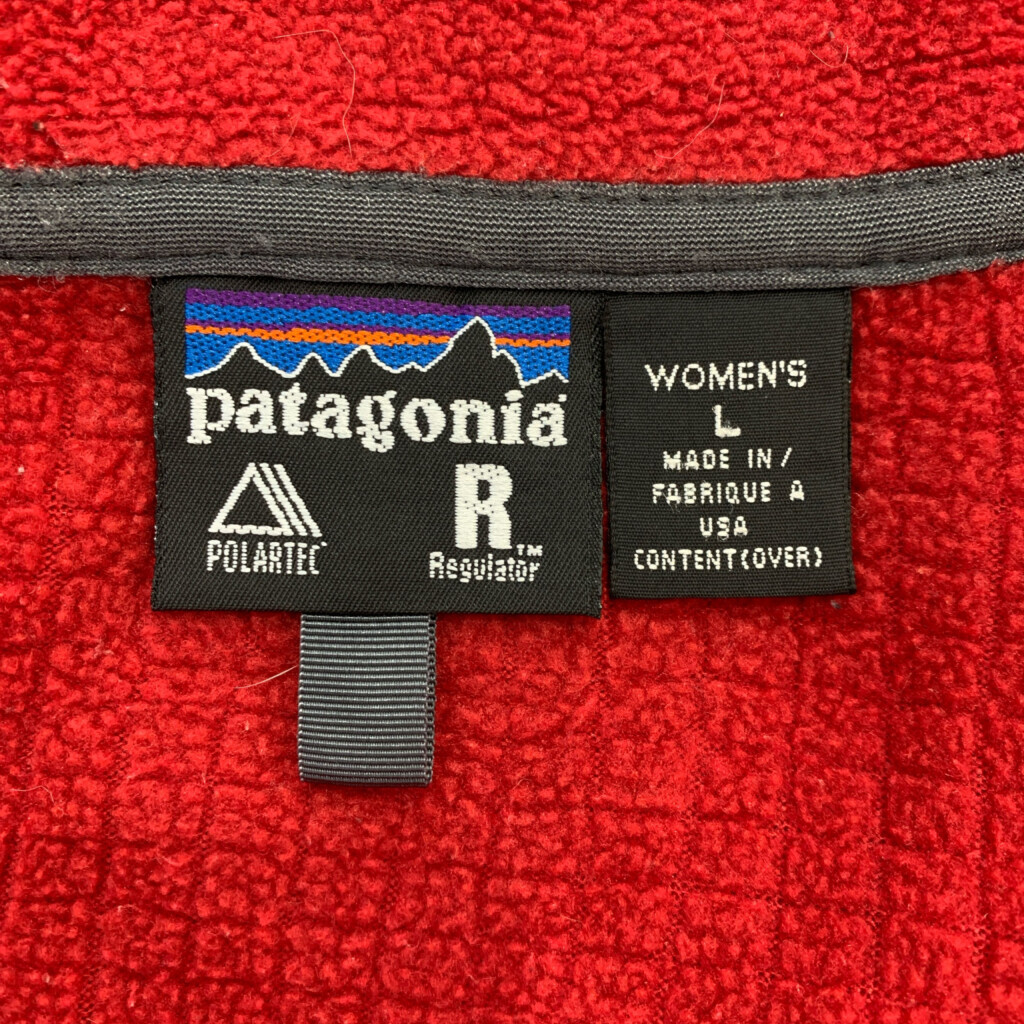 patagonia
POLARTEC
R
Regulator™
WOMEN'S
L
MADE IN /
FABRIQUE A
USA
CONTENT(OVER)